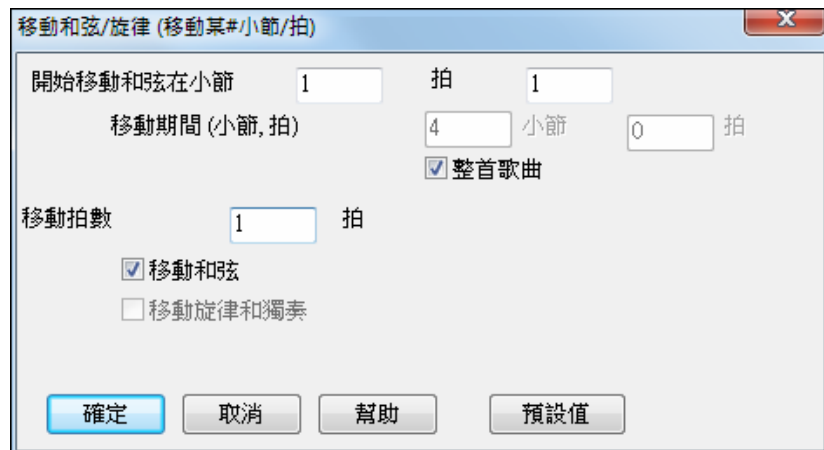 移動和弦/旋律 (移動某#小節/拍)
開始移動和弦在小節 1 拍 1
移動期間 (小節, 拍) 4 小節 0 拍
整首歌曲
移動拍數 1 拍
移動和弦
移動旋律和獨奏
確定 取消 幫助 預設值